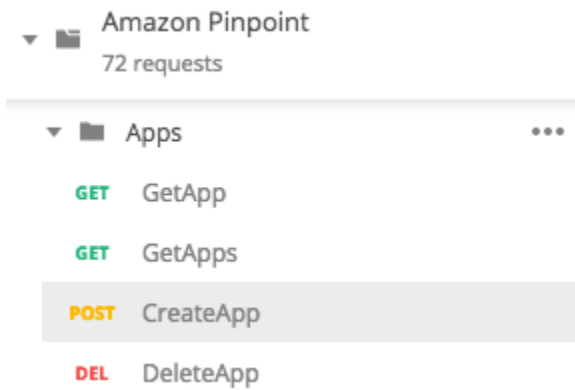 Amazon Pinpoint
72 requests
Apps
GET GetApp
GET GetApps
POST CreateApp
DEL DeleteApp